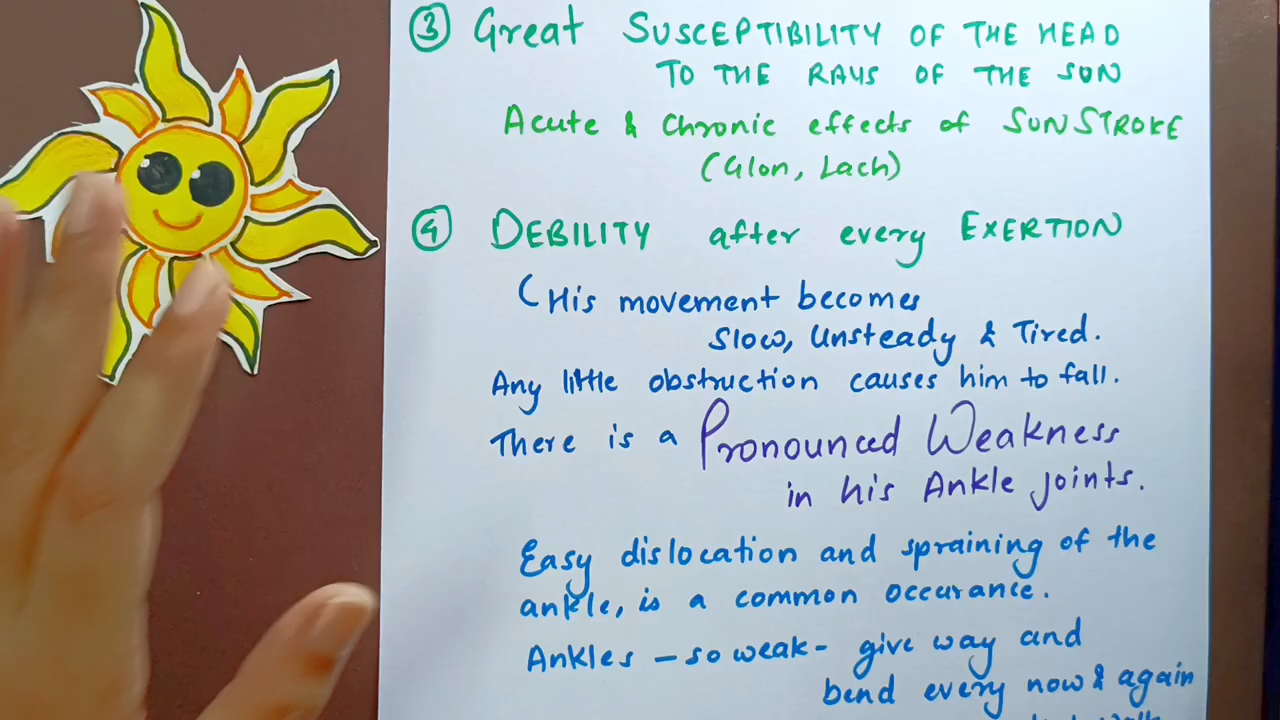 ③ Great SUSCEPTIBILITY OF THE HEAD
TO THE RAYS OF THE SUN
Acute & Chronic effects of SUNSTROKE
(Glon, Lach)
④ DEBILITY after every EXERTION
(His movement becomes
Slow, Unsteady & Tired.
Any little obstruction causes him to fall.
There is a Pronounced Weakness
in his Ankle joints.
Easy dislocation and spraining of the
ankle, is a common occurance.
Ankles – so weak – give way and
bend every now & again